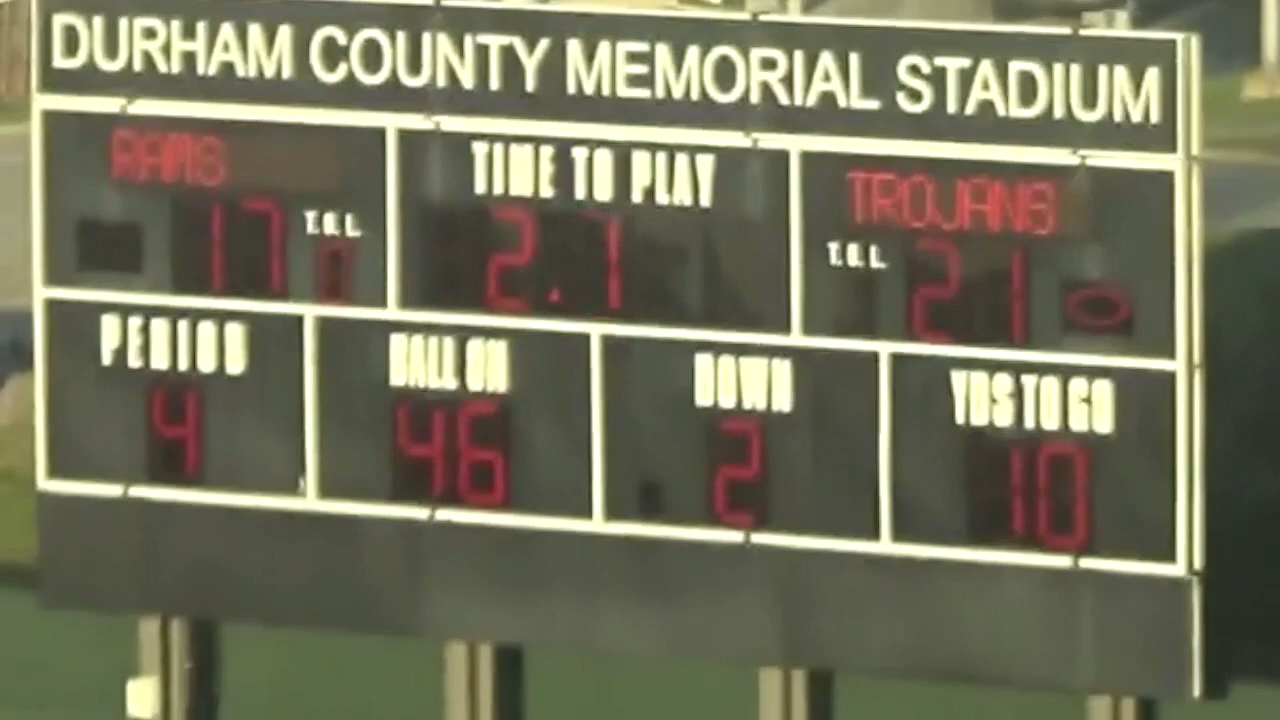 DURHAM COUNTY MEMORIAL STADIUM
RAMS TIME TO PLAY TROJANS
17 T.O.L. 0 2.1 T.O.L. 21
PERIOD BALL ON DOWN YDS TO GO
4 46 2 10